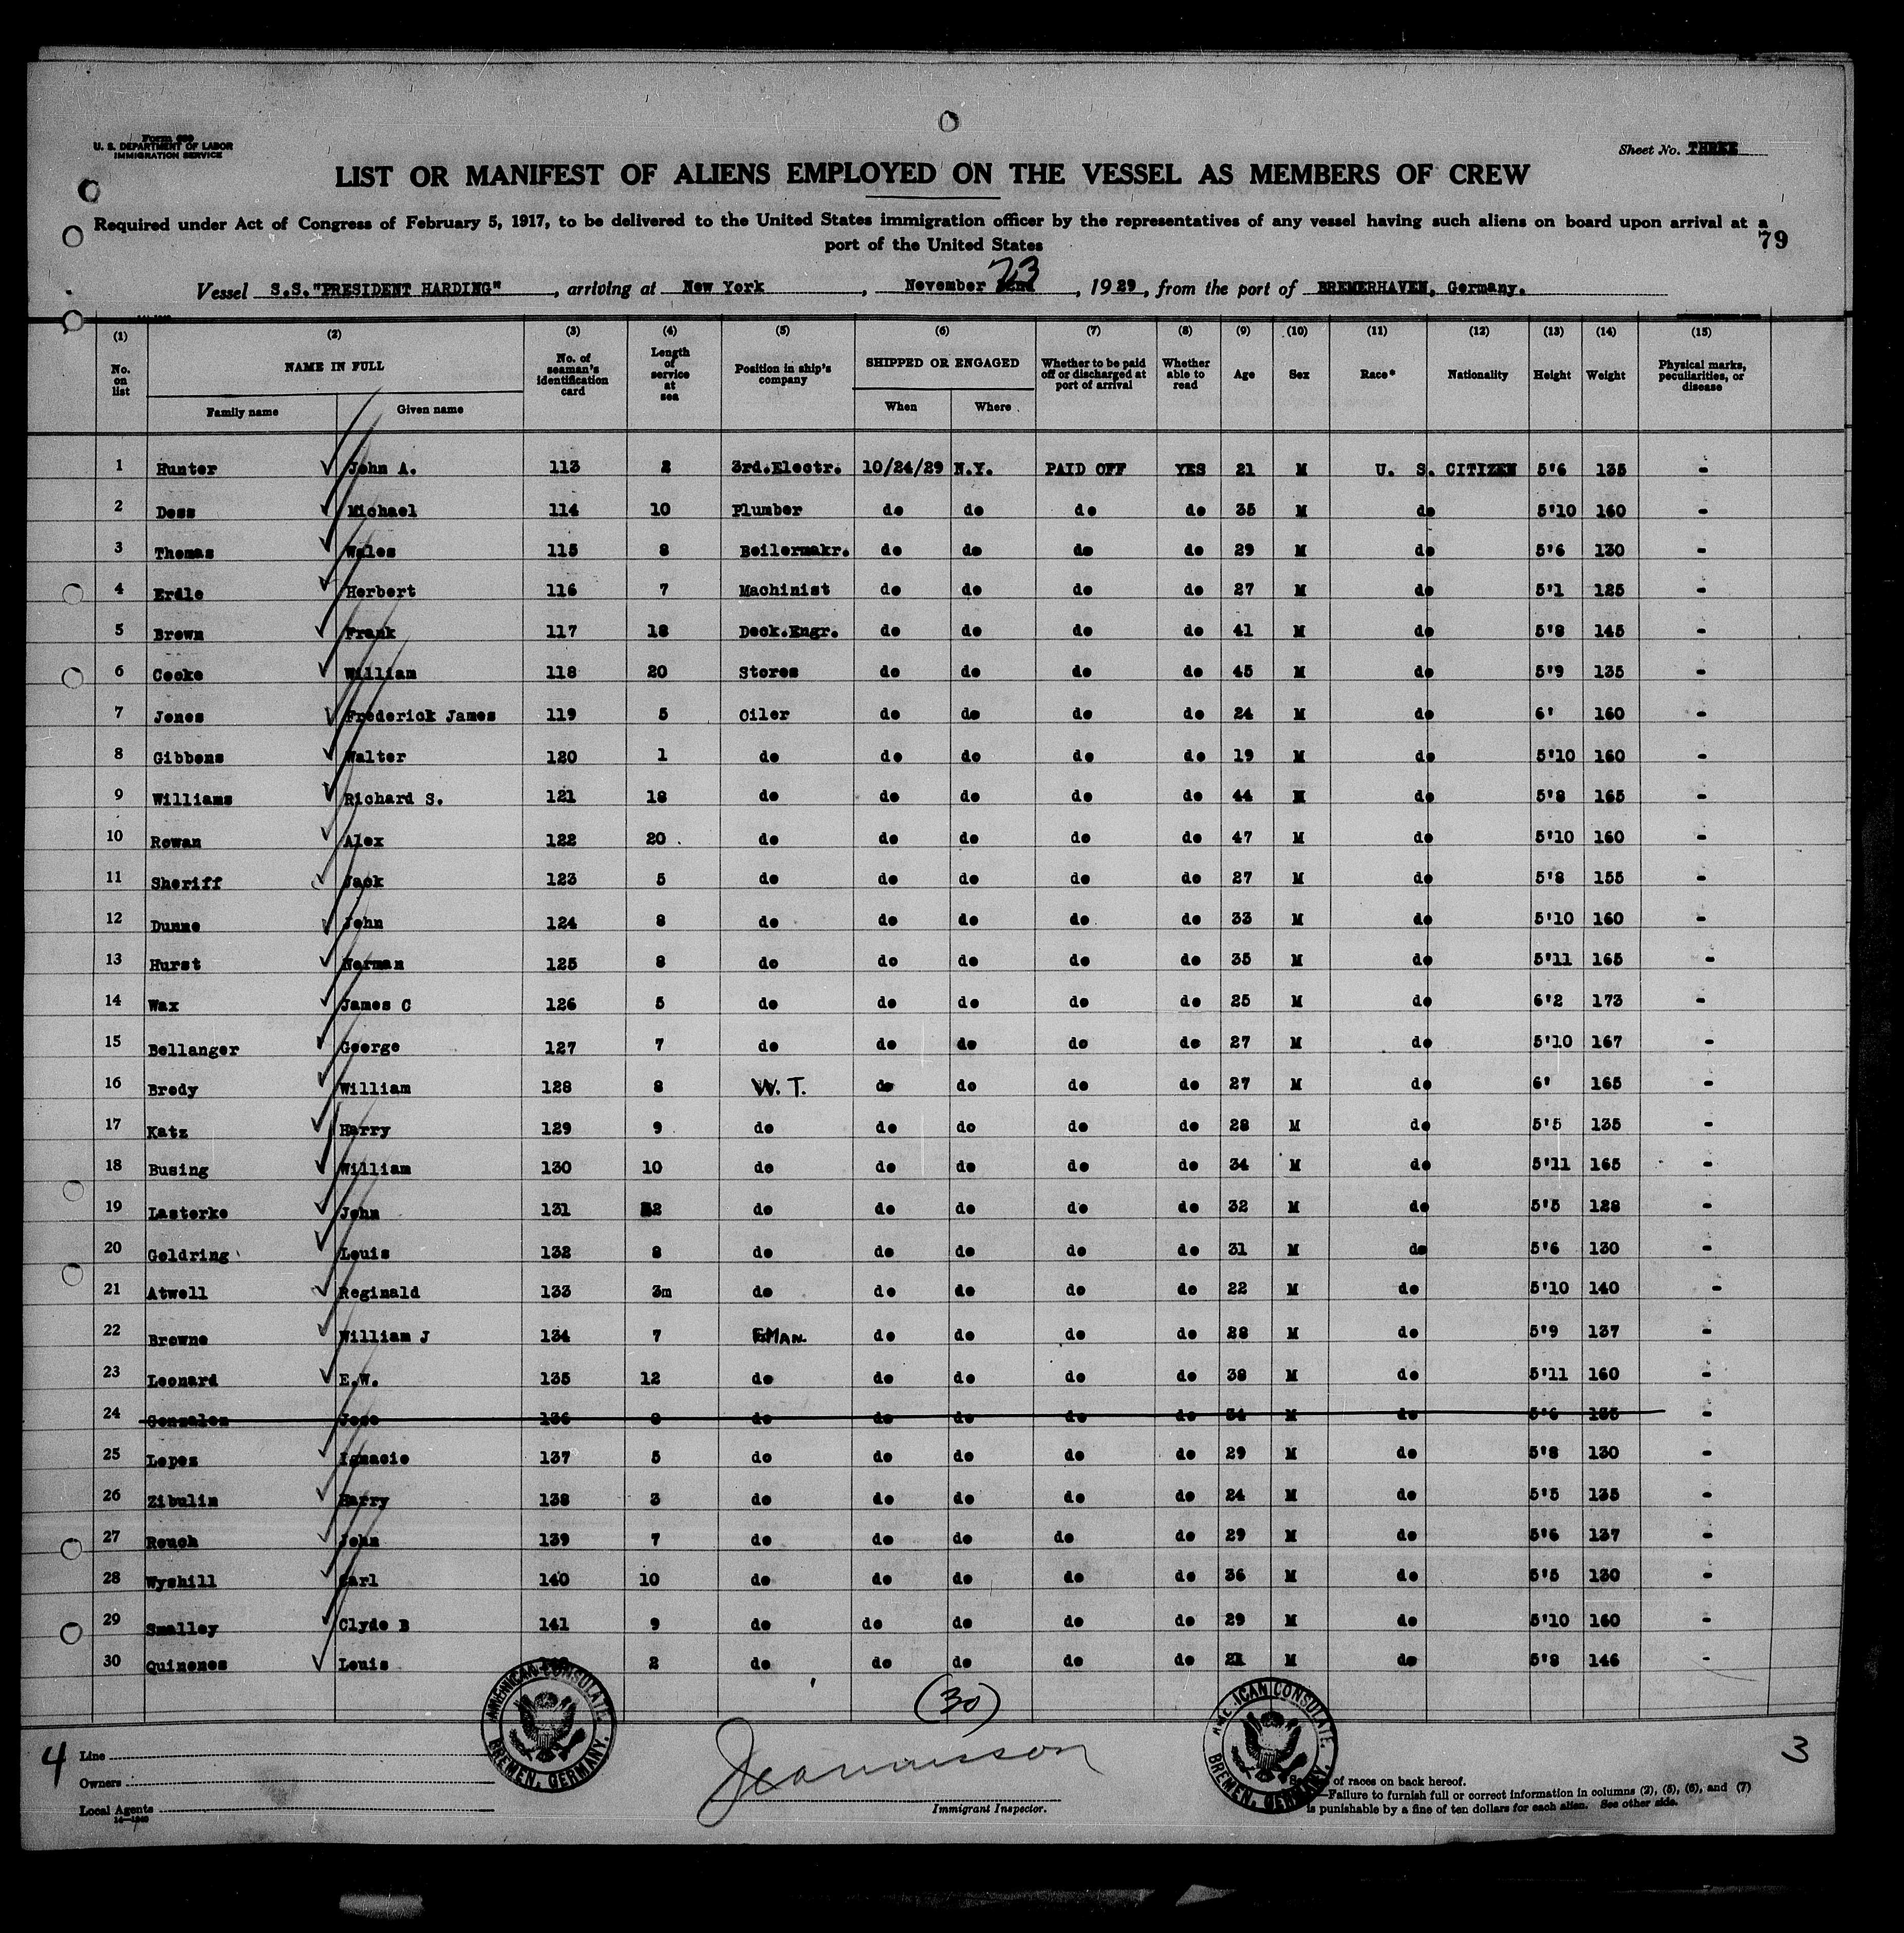 Form 689
U. S. DEPARTMENT OF LABOR
IMMIGRATION SERVICE
Sheet No. THREE
LIST OR MANIFEST OF ALIENS EMPLOYED ON THE VESSEL AS MEMBERS OF CREW
Required under Act of Congress of February 5, 1917, to be delivered to the United States immigration officer by the representatives of any vessel having such aliens on board upon arrival at a
port of the United States
79
Vessel S.S."PRESIDENT HARDING", arriving at New York, November 22nd 23, 1929, from the port of BREMERHAVEN, Germany.
(1) (2) (3) (4) (5) (6) (7) (8) (9) (10) (11) (12) (13) (14) (15)
No. on list NAME IN FULL Family name Given name No. of seaman's identification card Length of service at sea Position in ship's company SHIPPED OR ENGAGED When Where Whether to be paid off or discharged at port of arrival Whether able to read Age Sex Race* Nationality Height Weight Physical marks, peculiarities, or disease
1 Hunter John A. 113 2 3rd.Electr. 10/24/29 N.Y. PAID OFF YES 21 M U. S. CITIZEN 5'6 135 -
2 Doss Michael 114 10 Plumber do do do do 35 M do 5'10 160 -
3 Thomas Wales 115 8 Boilermakr. do do do do 29 M do 5'6 130 -
4 Erdle Herbert 116 7 Machinist do do do do 27 M do 5'1 125 -
5 Brown Frank 117 18 Deck.Engr. do do do do 41 M do 5'8 145 -
6 Cooke William 118 20 Stores do do do do 45 M do 5'9 135 -
7 Jones Frederick James 119 5 Oiler do do do do 24 M do 6' 160 -
8 Gibbons Walter 120 1 do do do do do 19 M do 5'10 160 -
9 Williams Richard S. 121 18 do do do do do 44 M do 5'8 165 -
10 Rowan Alex 122 20 do do do do do 47 M do 5'10 160 -
11 Sheriff Jack 123 5 do do do do do 27 M do 5'8 155 -
12 Dunne John 124 8 do do do do do 33 M do 5'10 160 -
13 Hurst Norman 125 8 do do do do do 35 M do 5'11 165 -
14 Wax James C 126 5 do do do do do 25 M do 6'2 173 -
15 Bellanger George 127 7 do do do do do 27 M do 5'10 167 -
16 Bredy William 128 8 W. T. do do do do 27 M do 6' 165 -
17 Katz Harry 129 9 do do do do do 28 M do 5'5 135 -
18 Busing William 130 10 do do do do do 34 M do 5'11 165 -
19 Lasterke John 131 2 do do do do do 32 M do 5'5 128 -
20 Goldring Louis 132 8 do do do do do 31 M do 5'6 130 -
21 Atwell Reginald 133 3m do do do do do 22 M do 5'10 140 -
22 Browne William J 134 7 F.MAN. do do do do 28 M do 5'9 137 -
23 Leonard E.W. 135 12 do do do do do 38 M do 5'11 160 -
24 Gonzales Jose 136 8 do do do do do 34 M do 5'6 135 -
25 Lopez Ignacio 137 5 do do do do do 29 M do 5'8 130 -
26 Zibulin Harry 138 3 do do do do do 24 M do 5'5 135 -
27 Rouch John 139 7 do do do do do 29 M do 5'6 137 -
28 Wyshill Carl 140 10 do do do do do 36 M do 5'5 130 -
29 Smalley Clyde B 141 9 do do do do do 29 M do 5'10 160 -
30 Quinones Louis 2 do do do do do 21 M do 5'8 146 -
(30)
AMERICAN CONSULATE. BREMEN, GERMANY.
AMERICAN CONSULATE. BREMEN, GERMANY.
4
3
Line
Owners
Local Agents
Immigrant Inspector.
of races on back hereof.
Failure to furnish full or correct information in columns (2), (5), (6), and (7)
is punishable by a fine of ten dollars for each alien. See other side.